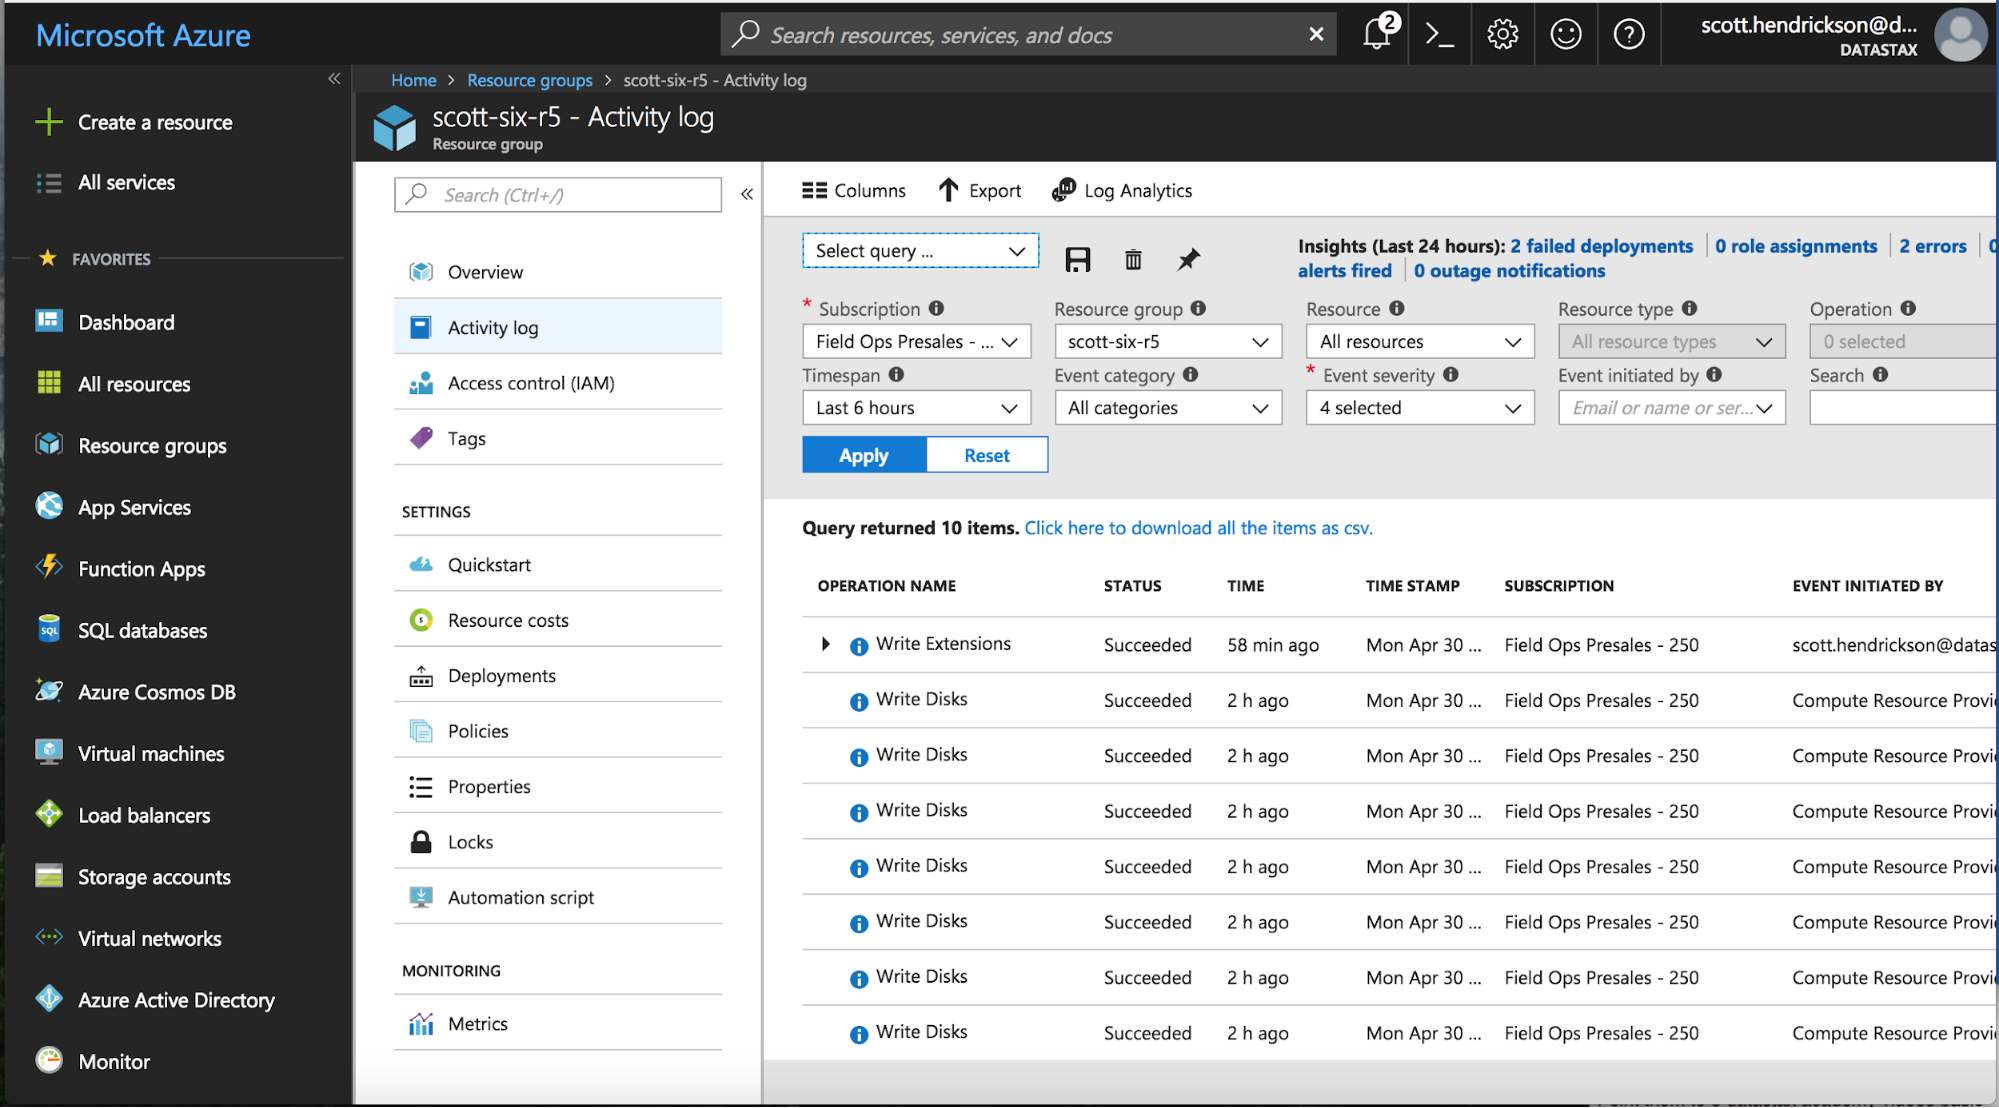 Microsoft Azure
Search resources, services, and docs
2
scott.hendrickson@d...
DATASTAX
Home > Resource groups > scott-six-r5 - Activity log
scott-six-r5 - Activity log
Resource group
Create a resource
All services
FAVORITES
Dashboard
All resources
Resource groups
App Services
Function Apps
SQL databases
Azure Cosmos DB
Virtual machines
Load balancers
Storage accounts
Virtual networks
Azure Active Directory
Monitor
Search (Ctrl+/)
Overview
Activity log
Access control (IAM)
Tags
SETTINGS
Quickstart
Resource costs
Deployments
Policies
Properties
Locks
Automation script
MONITORING
Metrics
Columns Export Log Analytics
Select query ...
Insights (Last 24 hours): 2 failed deployments | 0 role assignments | 2 errors | 0
alerts fired | 0 outage notifications
* Subscription Resource group Resource Resource type Operation
Field Ops Presales - ... scott-six-r5 All resources All resource types 0 selected
Timespan Event category * Event severity Event initiated by Search
Last 6 hours All categories 4 selected Email or name or ser...
Apply Reset
Query returned 10 items. Click here to download all the items as csv.
OPERATION NAME STATUS TIME TIME STAMP SUBSCRIPTION EVENT INITIATED BY
Write Extensions Succeeded 58 min ago Mon Apr 30 ... Field Ops Presales - 250 scott.hendrickson@datas
Write Disks Succeeded 2 h ago Mon Apr 30 ... Field Ops Presales - 250 Compute Resource Provi
Write Disks Succeeded 2 h ago Mon Apr 30 ... Field Ops Presales - 250 Compute Resource Provi
Write Disks Succeeded 2 h ago Mon Apr 30 ... Field Ops Presales - 250 Compute Resource Provi
Write Disks Succeeded 2 h ago Mon Apr 30 ... Field Ops Presales - 250 Compute Resource Provi
Write Disks Succeeded 2 h ago Mon Apr 30 ... Field Ops Presales - 250 Compute Resource Provi
Write Disks Succeeded 2 h ago Mon Apr 30 ... Field Ops Presales - 250 Compute Resource Provi
Write Disks Succeeded 2 h ago Mon Apr 30 ... Field Ops Presales - 250 Compute Resource Provi